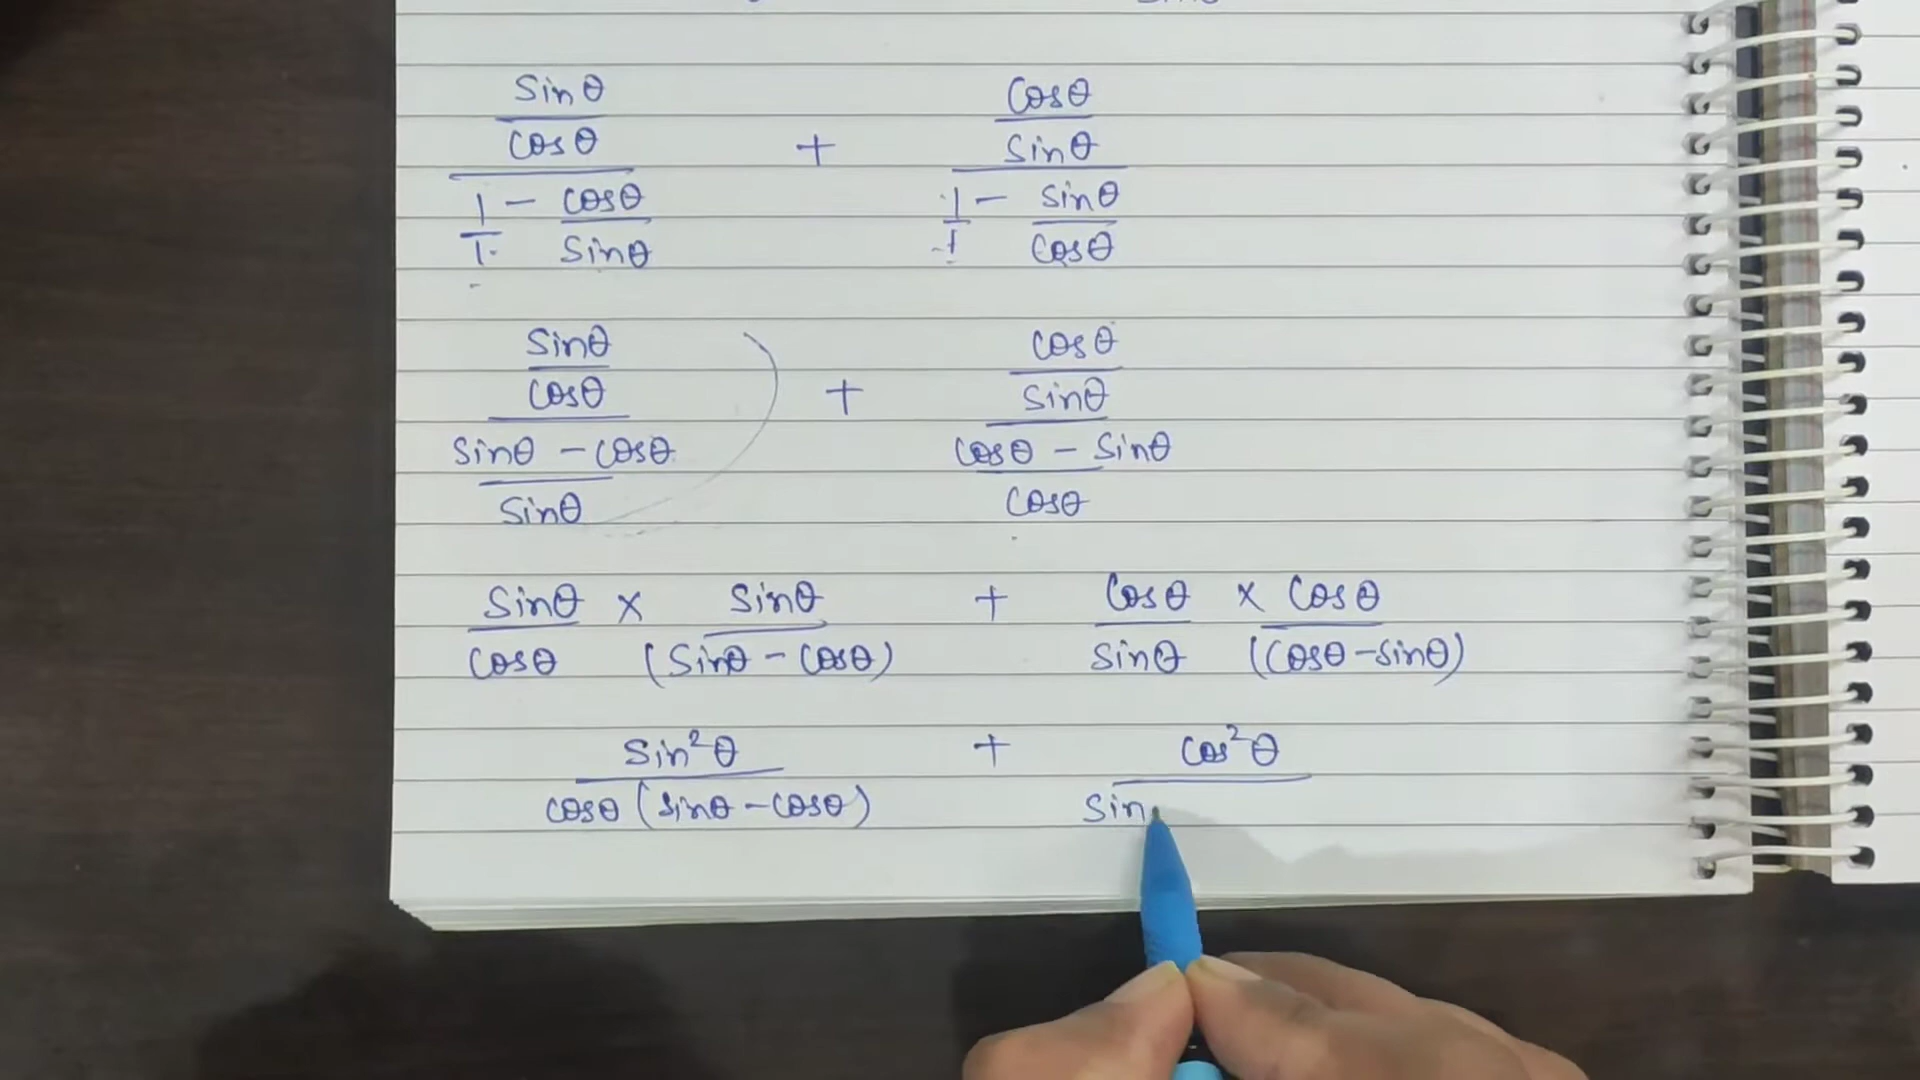 Sinθ cosθ
cosθ + Sinθ
1 - cosθ 1 - Sinθ
1 Sinθ 1 cosθ
Sinθ cosθ
cosθ + Sinθ
Sinθ - cosθ cosθ - Sinθ
Sinθ cosθ
Sinθ × Sinθ + cosθ × cosθ
cosθ (Sinθ - cosθ) Sinθ (cosθ - Sinθ)
Sin²θ + cos²θ
cosθ (Sinθ - cosθ) Sin